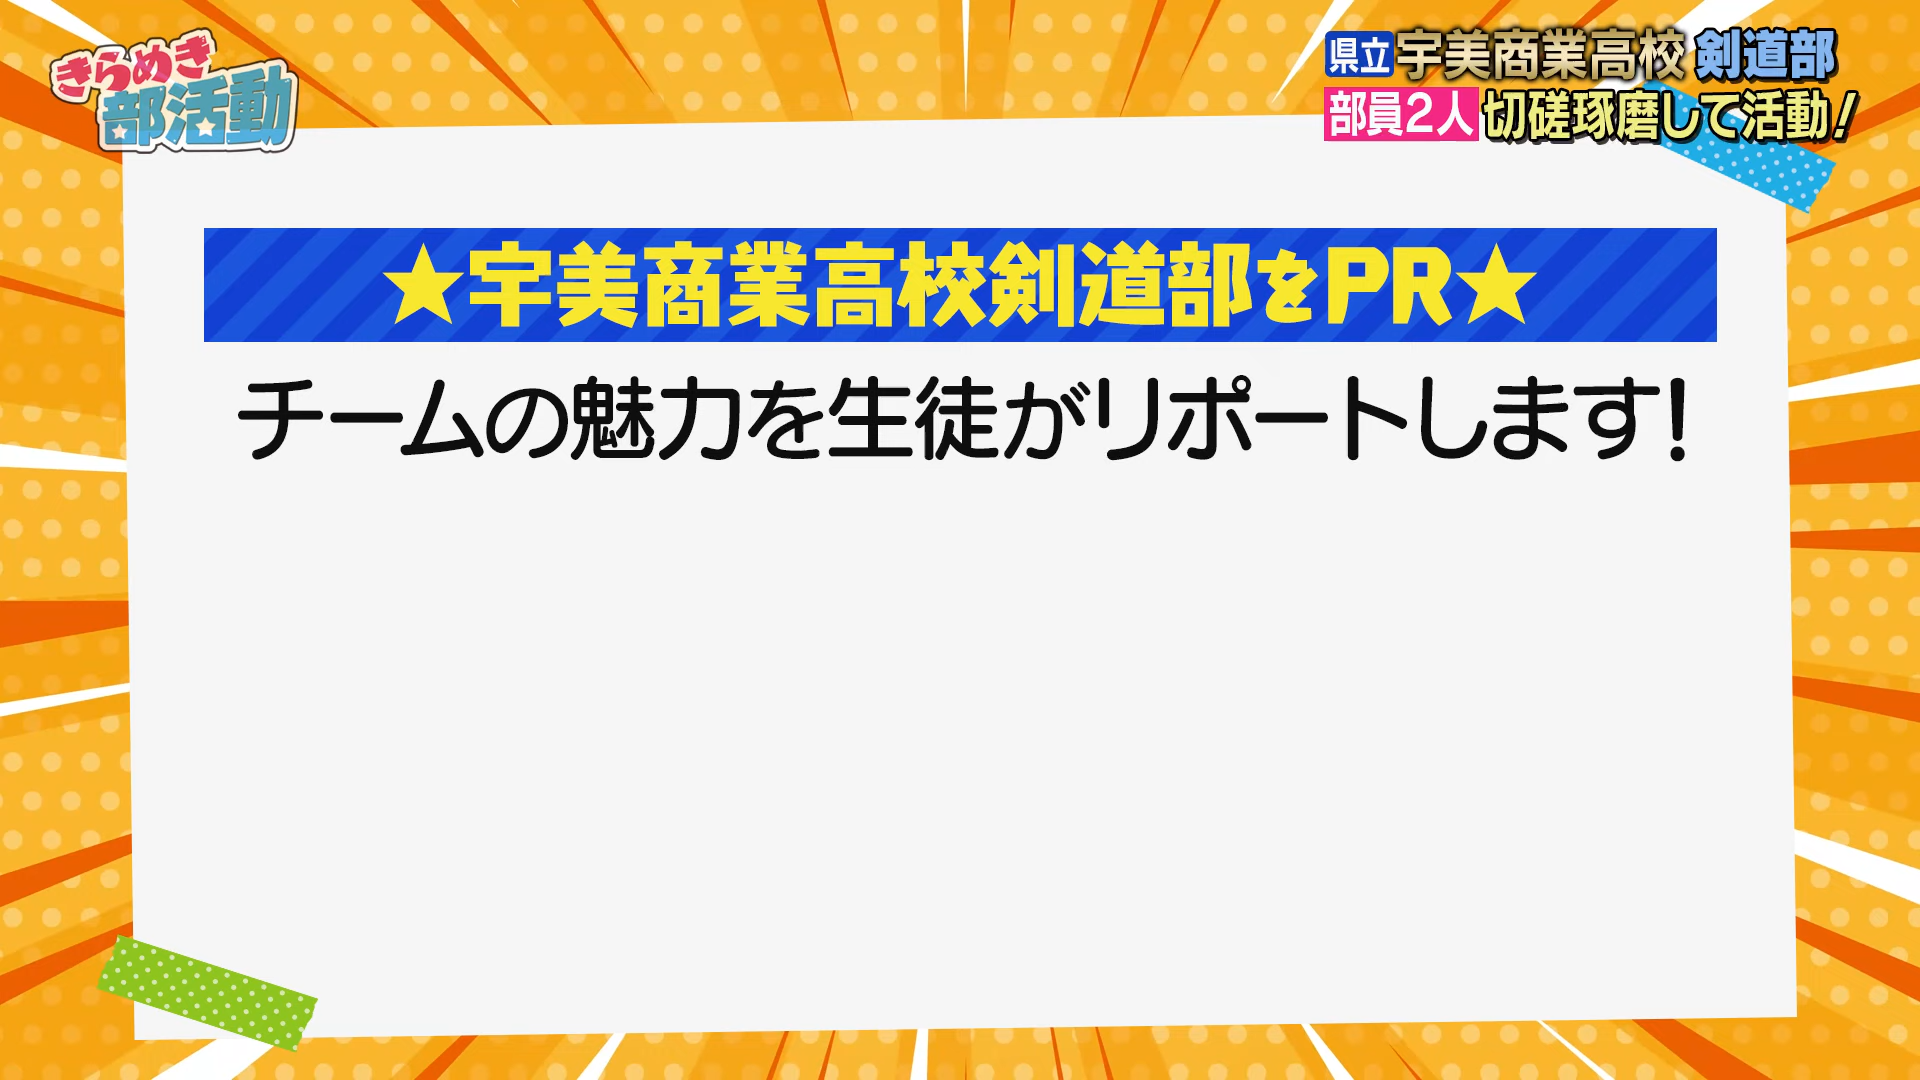 きらめき
部活動
県立宇美商業高校 剣道部
部員2人 切磋琢磨して活動!
★宇美商業高校剣道部をPR★
チームの魅力を生徒がリポートします!